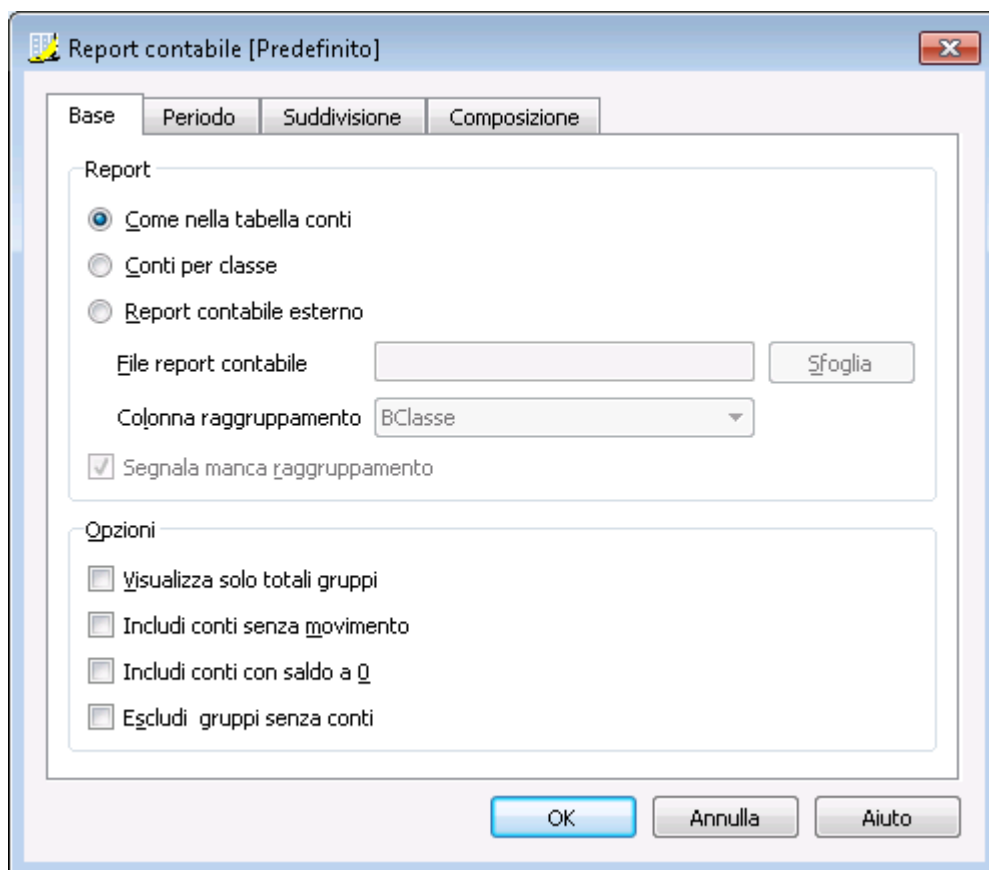 Report contabile [Predefinito]
Base Periodo Suddivisione Composizione
Report
Come nella tabella conti
Conti per classe
Report contabile esterno
File report contabile Sfoglia
Colonna raggruppamento BClasse
Segnala manca raggruppamento
Opzioni
Visualizza solo totali gruppi
Includi conti senza movimento
Includi conti con saldo a 0
Escludi  gruppi senza conti
OK Annulla Aiuto